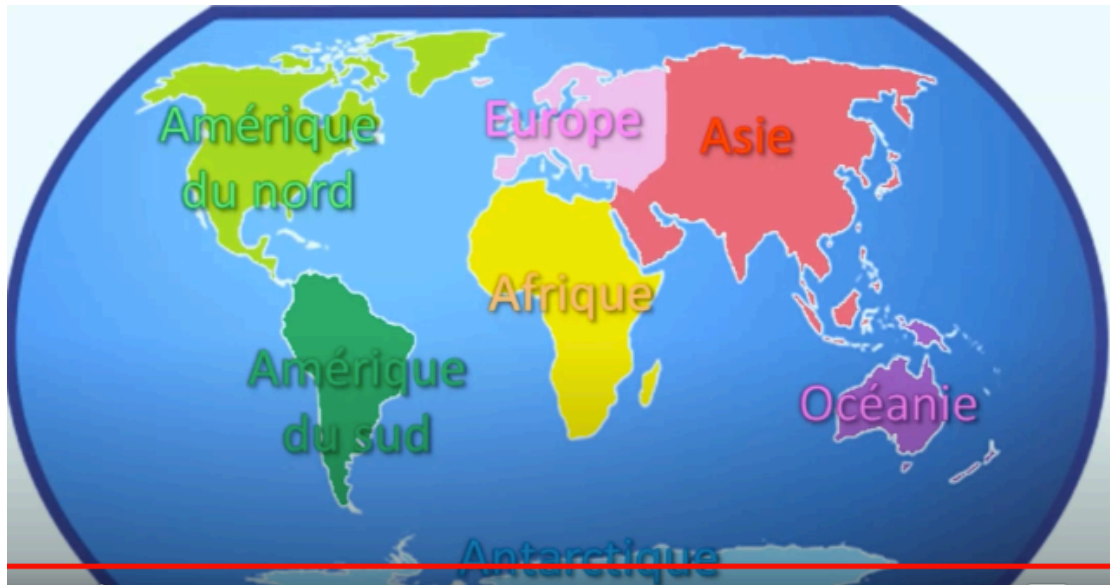 Amérique
du nord
Europe
Asie
Afrique
Amérique
du sud
Océanie
Antarctique